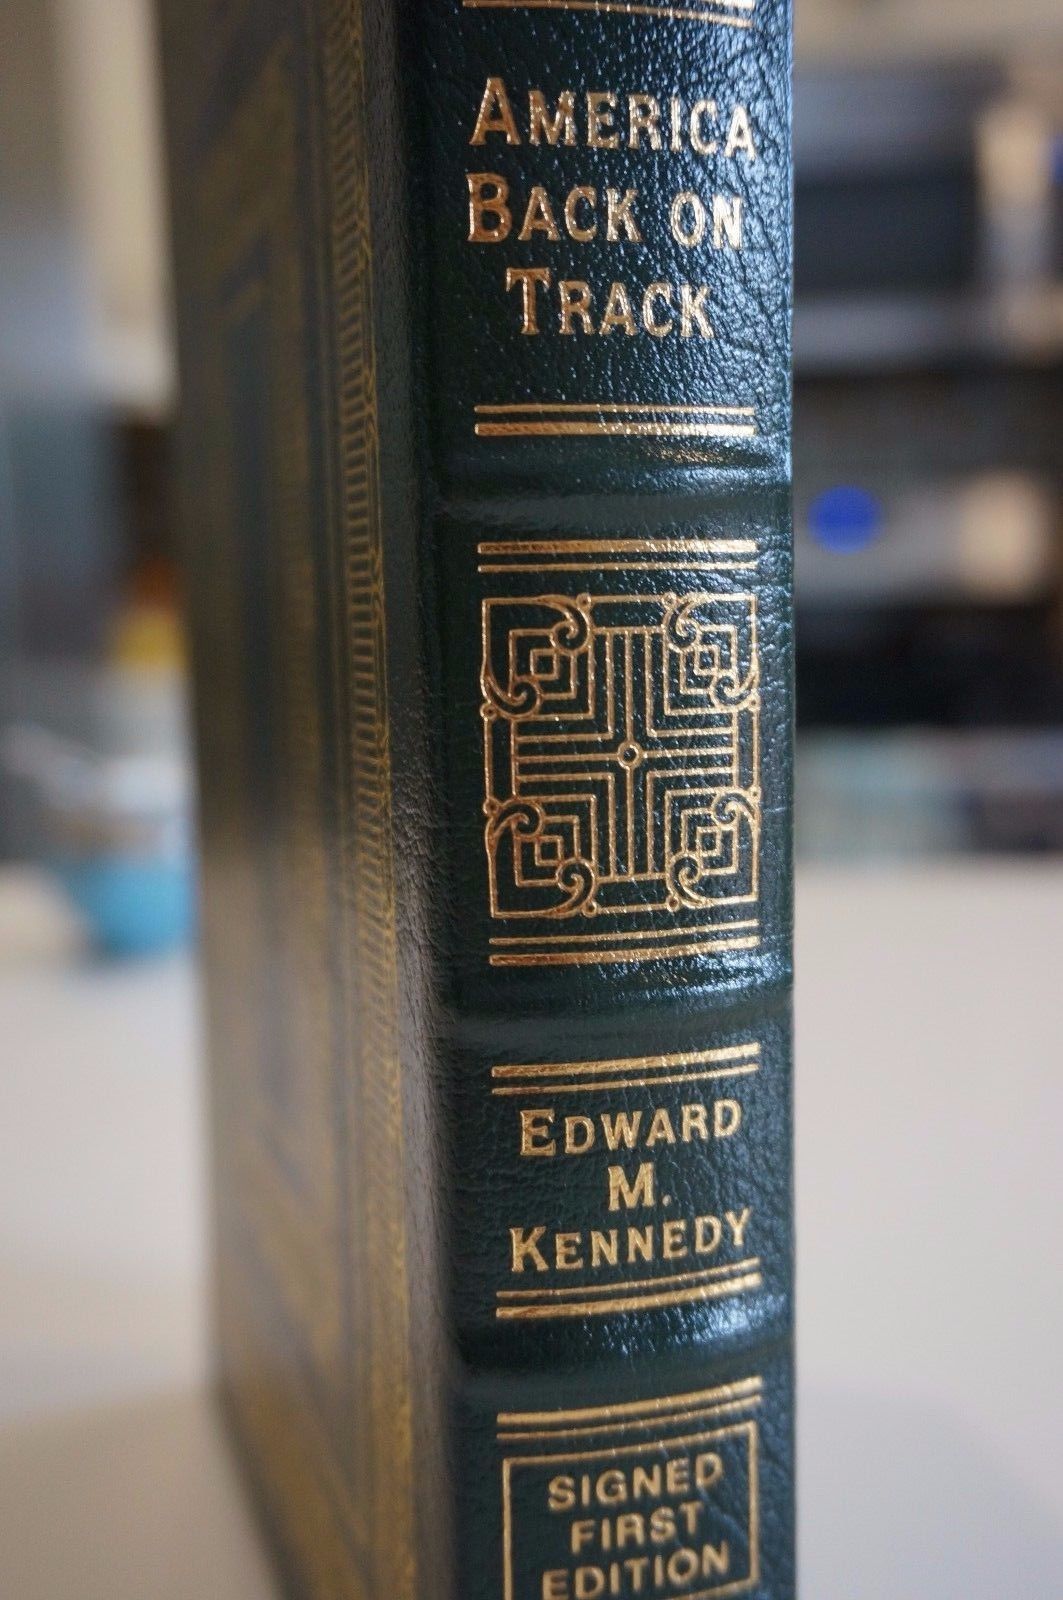 AMERICA
BACK ON
TRACK
EDWARD
M.
KENNEDY
SIGNED
FIRST
EDITION